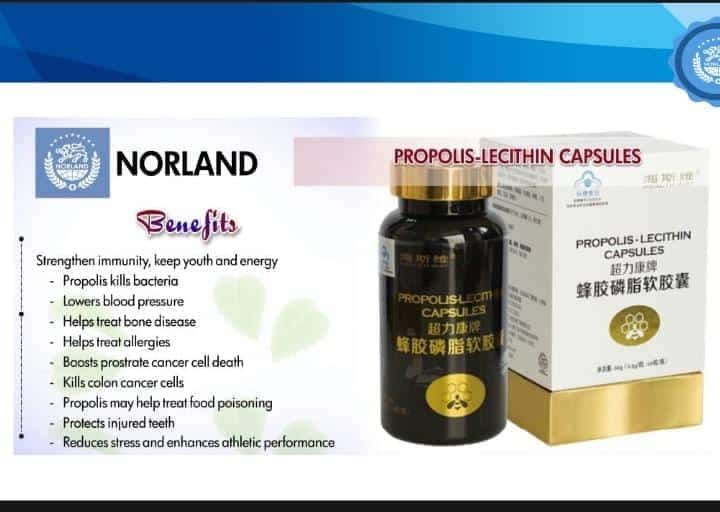 NORLAND
NORLAND
NORLAND
PROPOLIS-LECITHIN CAPSULES
Benefits
Strengthen immunity, keep youth and energy
- Propolis kills bacteria
- Lowers blood pressure
- Helps treat bone disease
- Helps treat allergies
- Boosts prostrate cancer cell death
- Kills colon cancer cells
- Propolis may help treat food poisoning
- Protects injured teeth
- Reduces stress and enhances athletic performance
PROPOLIS-LECITHIN
CAPSULES
超力康牌
蜂胶磷脂软胶
PROPOLIS-LECITHIN
CAPSULES
超力康牌
蜂胶磷脂软胶囊